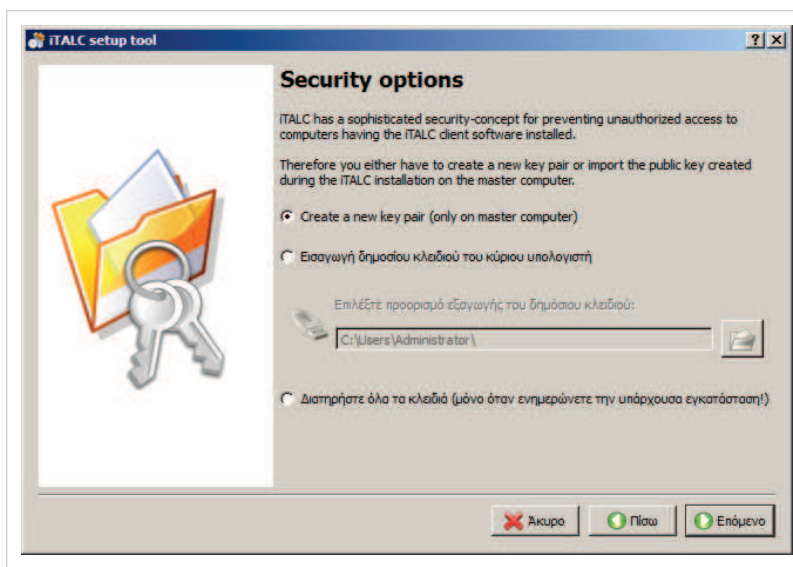 iTALC setup tool
Security options
iTALC has a sophisticated security-concept for preventing unauthorized access to
computers having the iTALC client software installed.
Therefore you either have to create a new key pair or import the public key created
during the iTALC installation on the master computer.
Create a new key pair (only on master computer)
Εισαγωγή δημοσίου κλειδιού του κύριου υπολογιστή
Επιλέξτε προορισμό εξαγωγής του δημόσιου κλειδιού:
C:\Users\Administrator\
Διατηρήστε όλα τα κλειδιά (μόνο όταν ενημερώνετε την υπάρχουσα εγκατάσταση!)
Άκυρο
Πίσω
Επόμενο